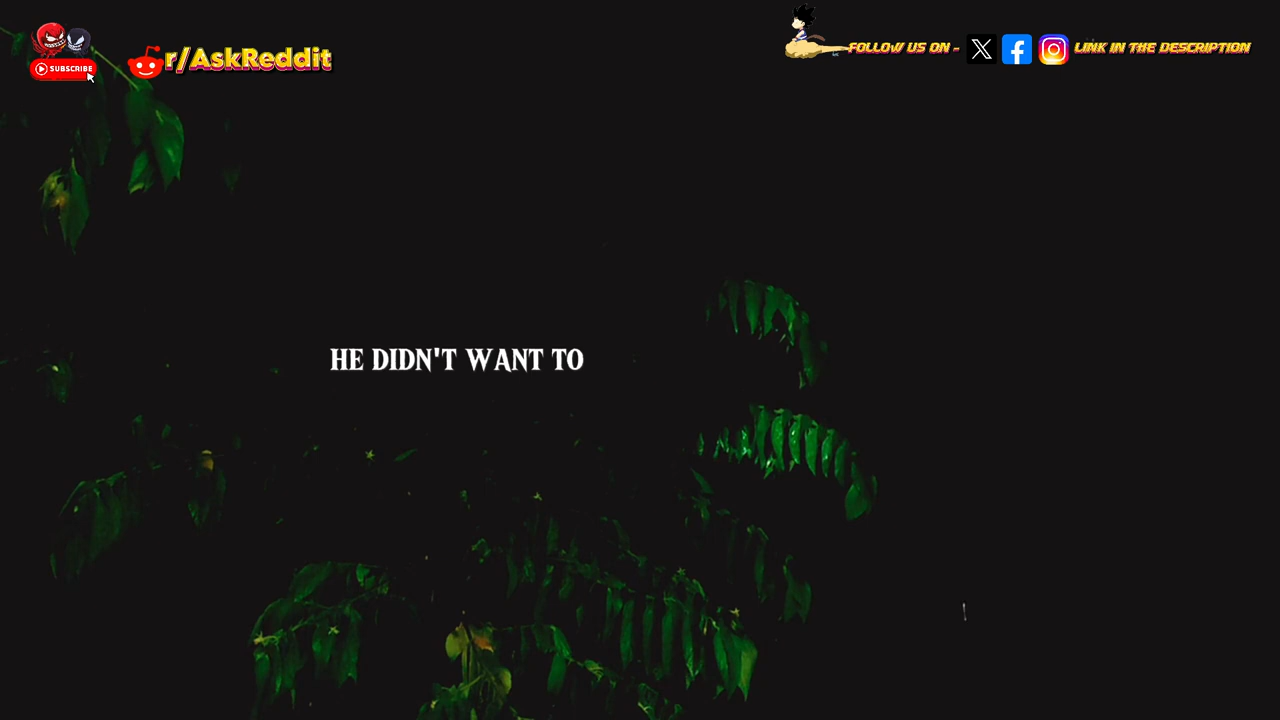 SUBSCRIBE
r/AskReddit
FOLLOW US ON -
LINK IN THE DESCRIPTION
HE DIDN'T WANT TO